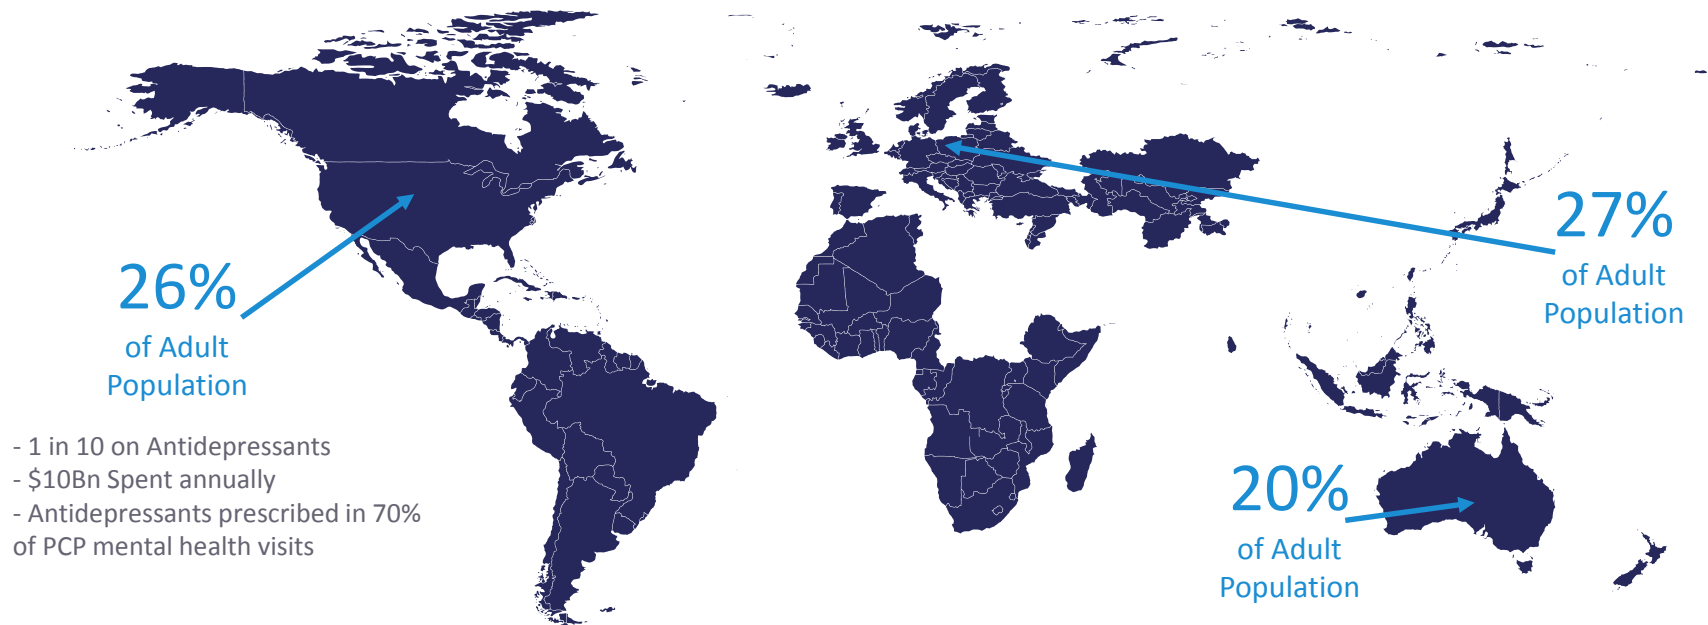 26%
of Adult
Population
- 1 in 10 on Antidepressants
- $10Bn Spent annually
- Antidepressants prescribed in 70%
of PCP mental health visits
27%
of Adult
Population
20%
of Adult
Population